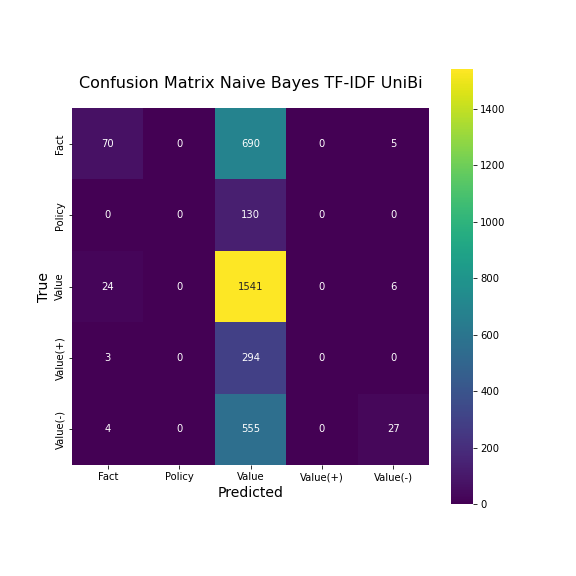 Confusion Matrix Naive Bayes TF-IDF UniBi
True
Fact 70 0 690 0 5
Policy 0 0 130 0 0
Value 24 0 1541 0 6
Value(+) 3 0 294 0 0
Value(-) 4 0 555 0 27
Fact Policy Value Value(+) Value(-)
Predicted
1400
1200
1000
800
600
400
200
0